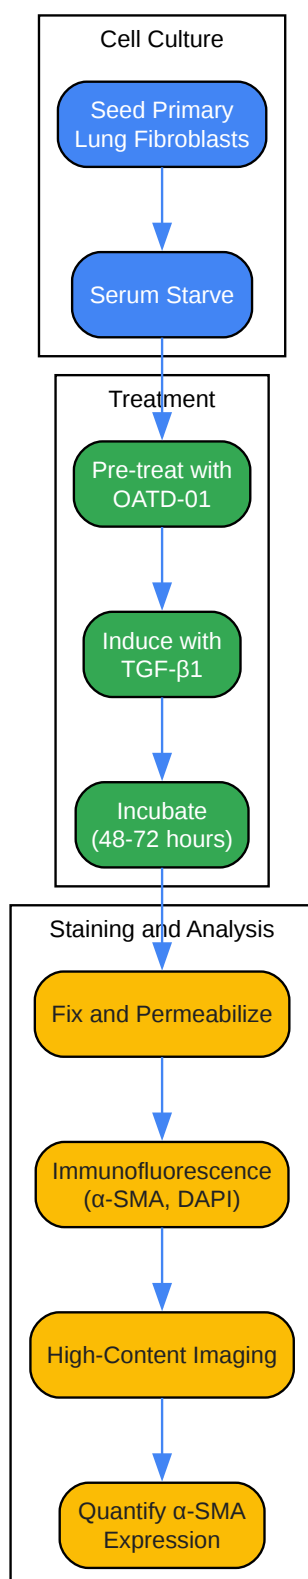 Cell Culture
Seed Primary
Lung Fibroblasts
Serum Starve
Treatment
Pre-treat with
OATD-01
Induce with
TGF-β1
Incubate
(48-72 hours)
Staining and Analysis
Fix and Permeabilize
Immunofluorescence
(α-SMA, DAPI)
High-Content Imaging
Quantify α-SMA
Expression